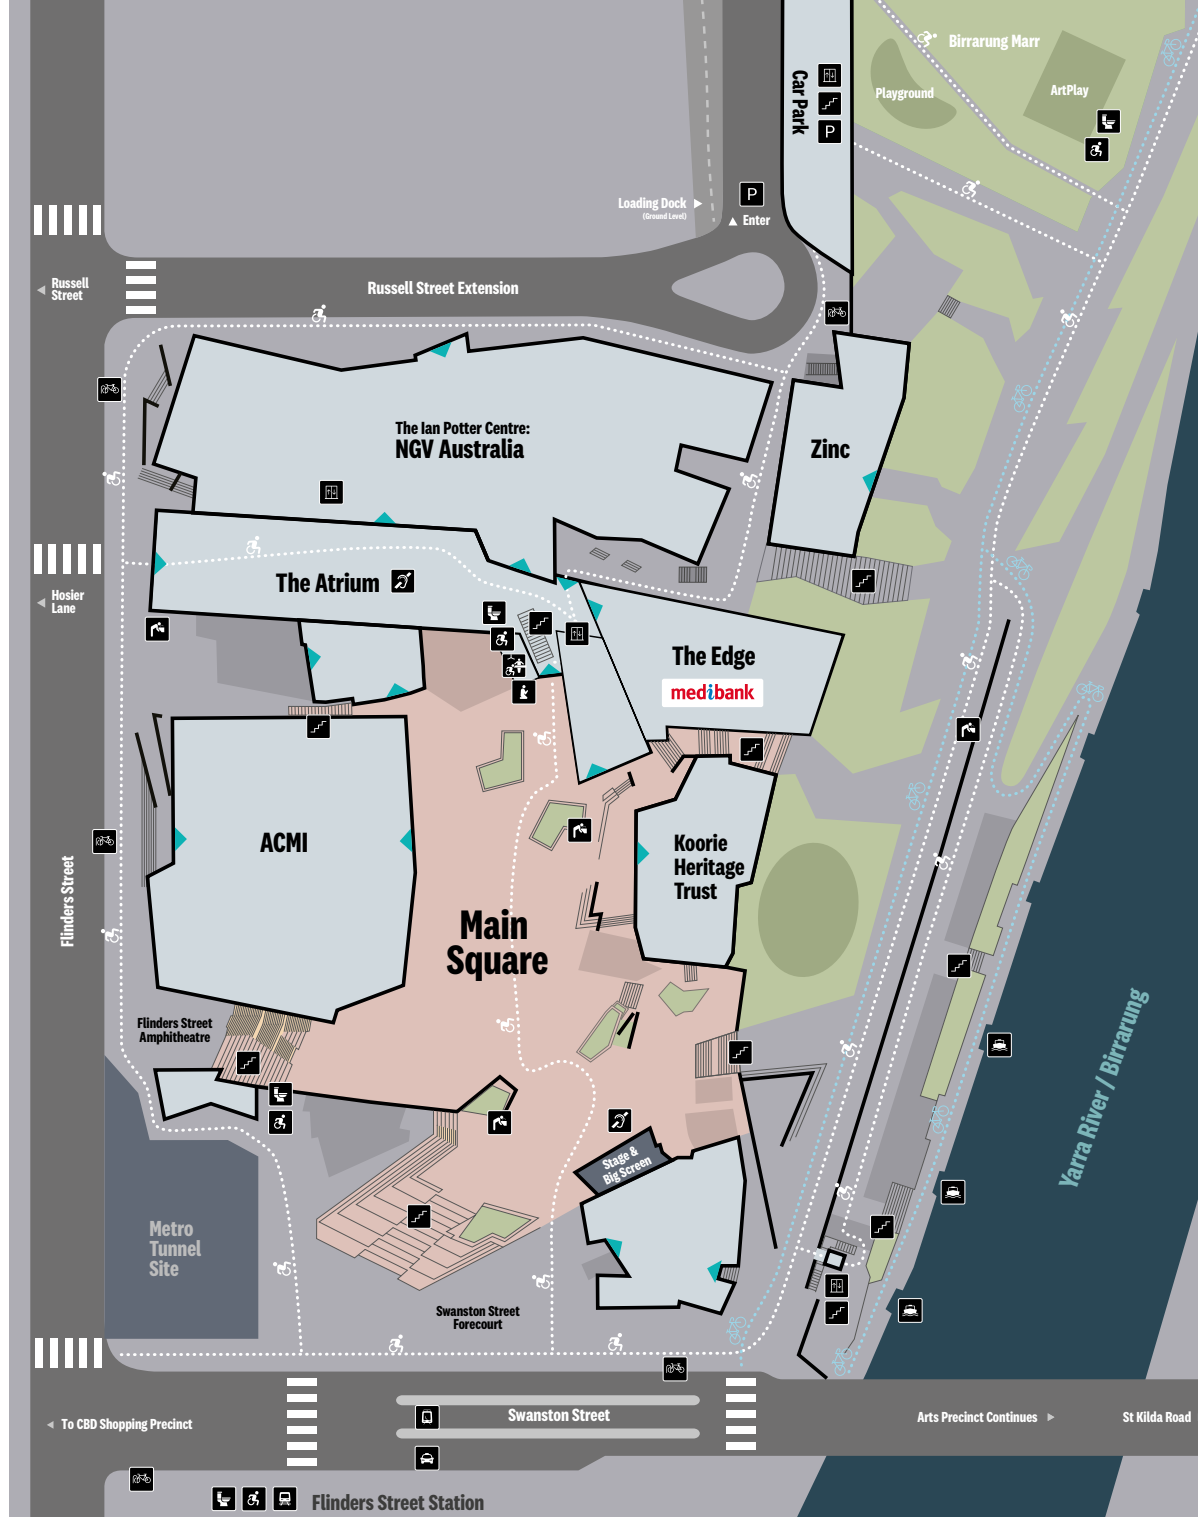 Birrarung Marr
Playground
ArtPlay
Car Park
P
P
Loading Dock
(Ground Level)
Enter
Russell
Street
Russell Street Extension
The Ian Potter Centre:
NGV Australia
Zinc
The Atrium
Hosier
Lane
The Edge
medibank
ACMI
Koorie
Heritage
Trust
Flinders Street
Main
Square
Flinders Street
Amphitheatre
Yarra River / Birrarung
Stage &
Big Screen
Metro
Tunnel
Site
Swanston Street
Forecourt
To CBD Shopping Precinct
Swanston Street
Arts Precinct Continues
St Kilda Road
Flinders Street Station